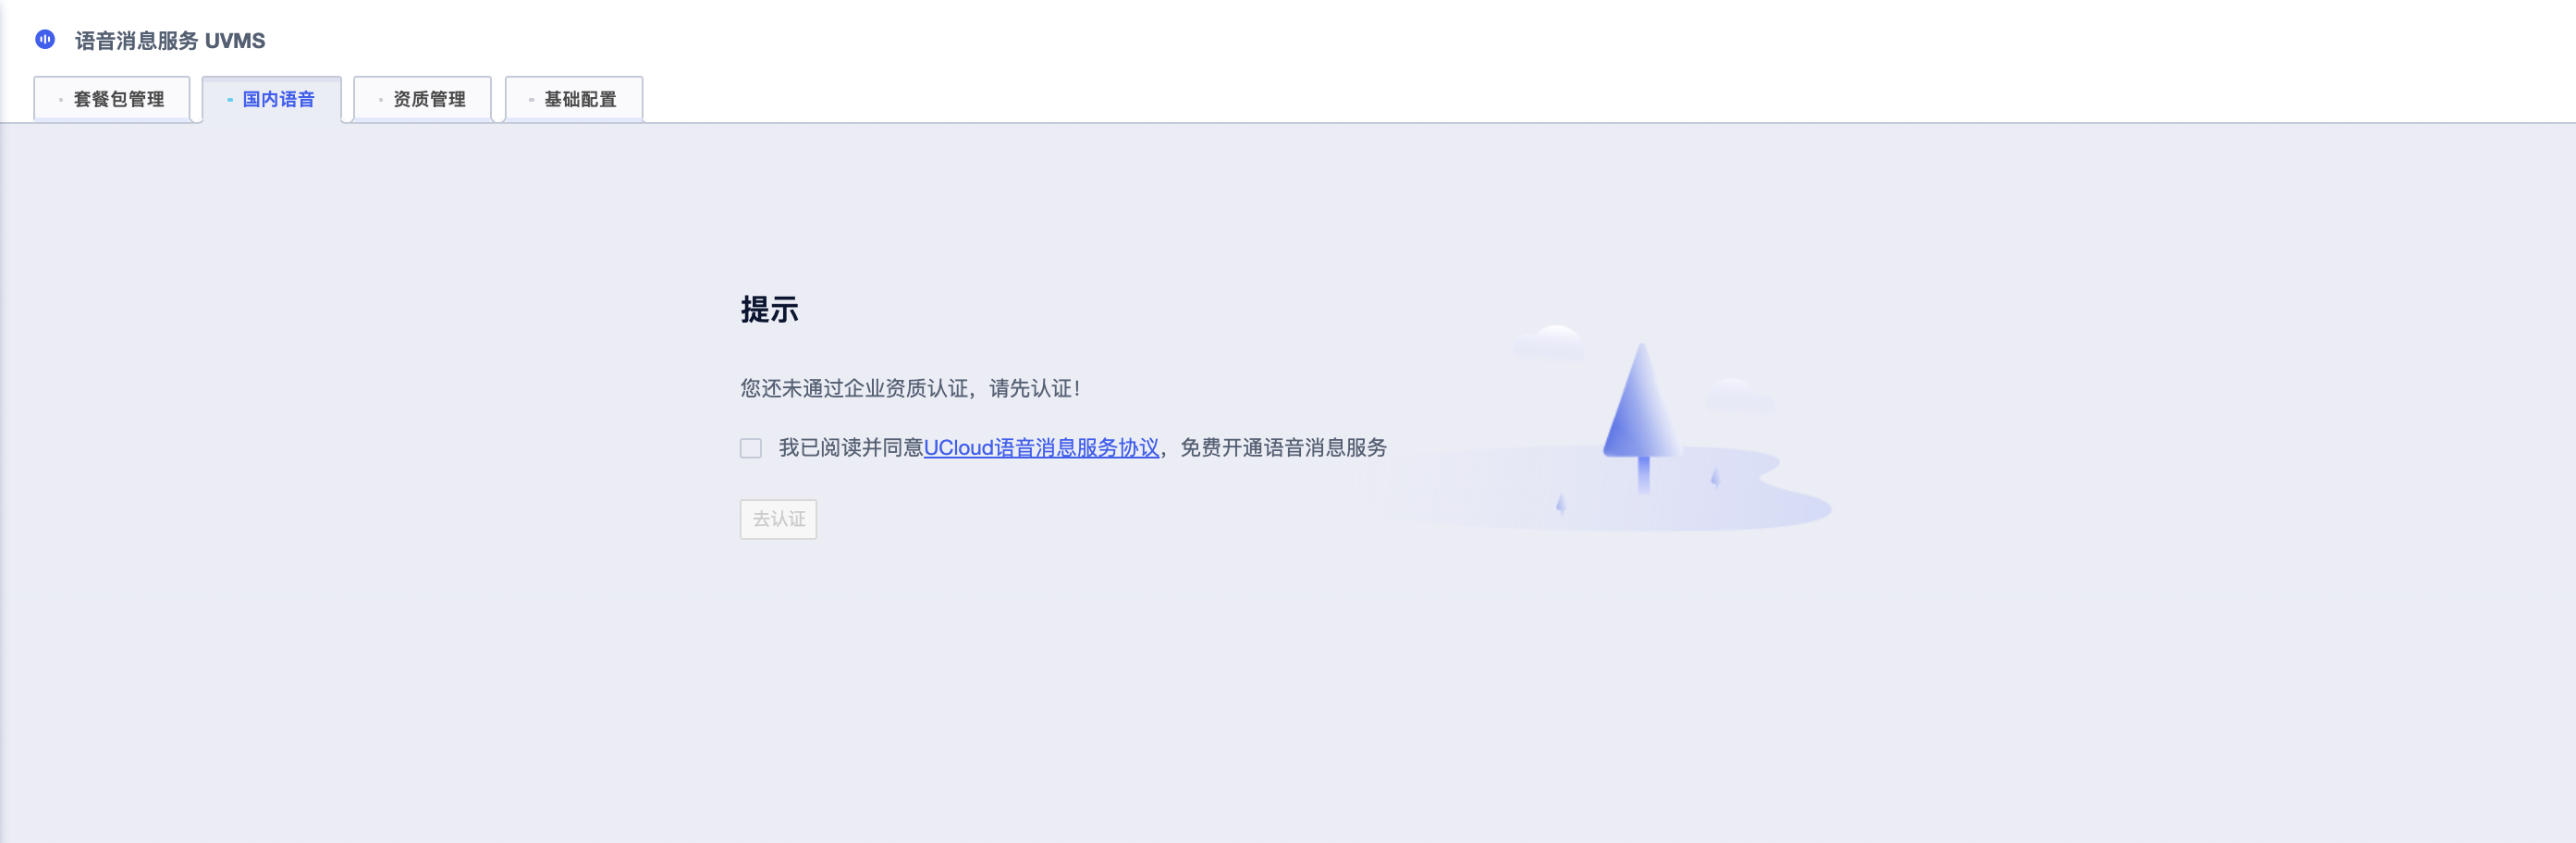 语音消息服务 UVMS
套餐包管理
国内语音
资质管理
基础配置
提示
您还未通过企业资质认证，请先认证！
我已阅读并同意UCloud语音消息服务协议，免费开通语音消息服务
去认证